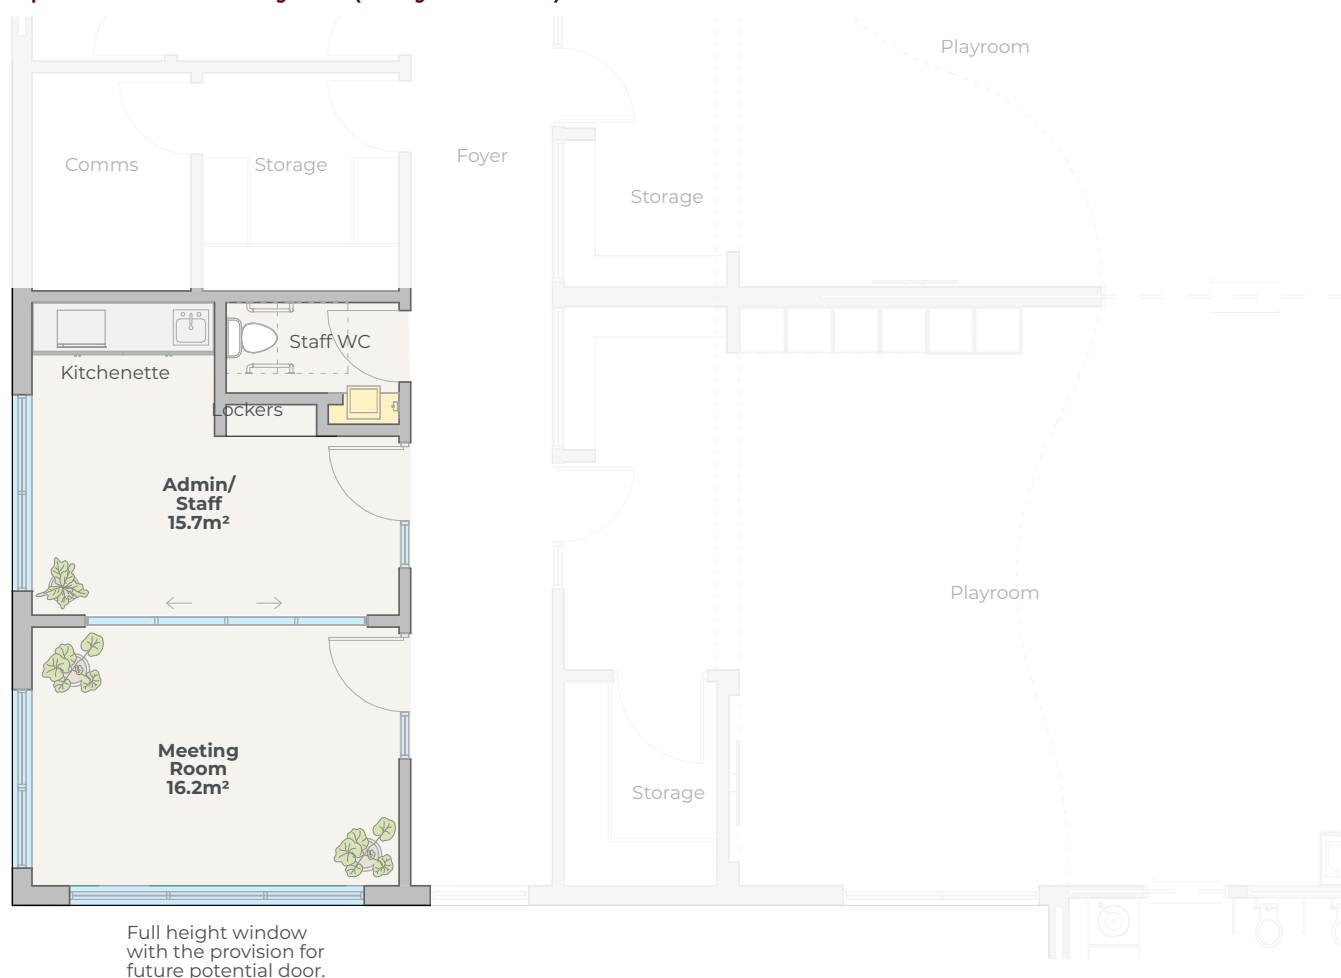 Playroom
Comms
Storage
Foyer
Storage
Staff WC
Kitchenette
Lockers
Admin/
Staff
15.7m²
Playroom
Meeting
Room
16.2m²
Storage
Full height window
with the provision for
future potential door.